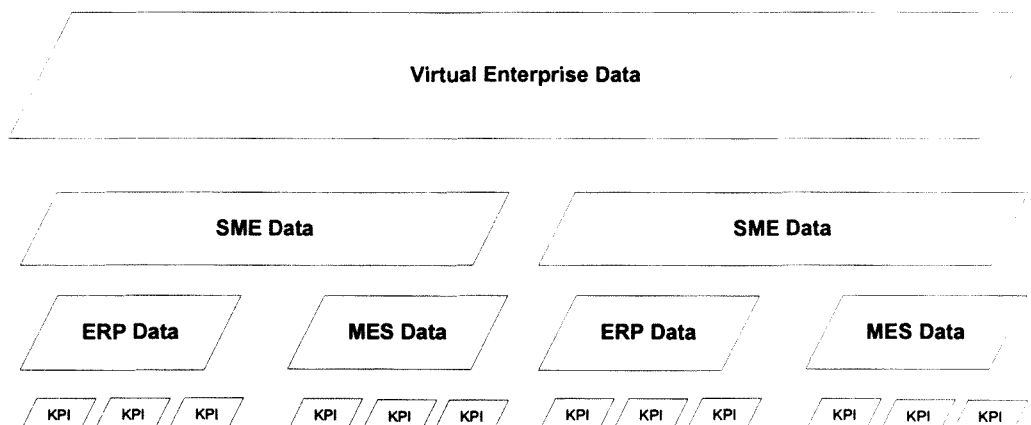 Virtual Enterprise Data
SME Data SME Data
ERP Data MES Data ERP Data MES Data
KPI KPI KPI KPI KPI KPI KPI KPI KPI KPI KPI KPI